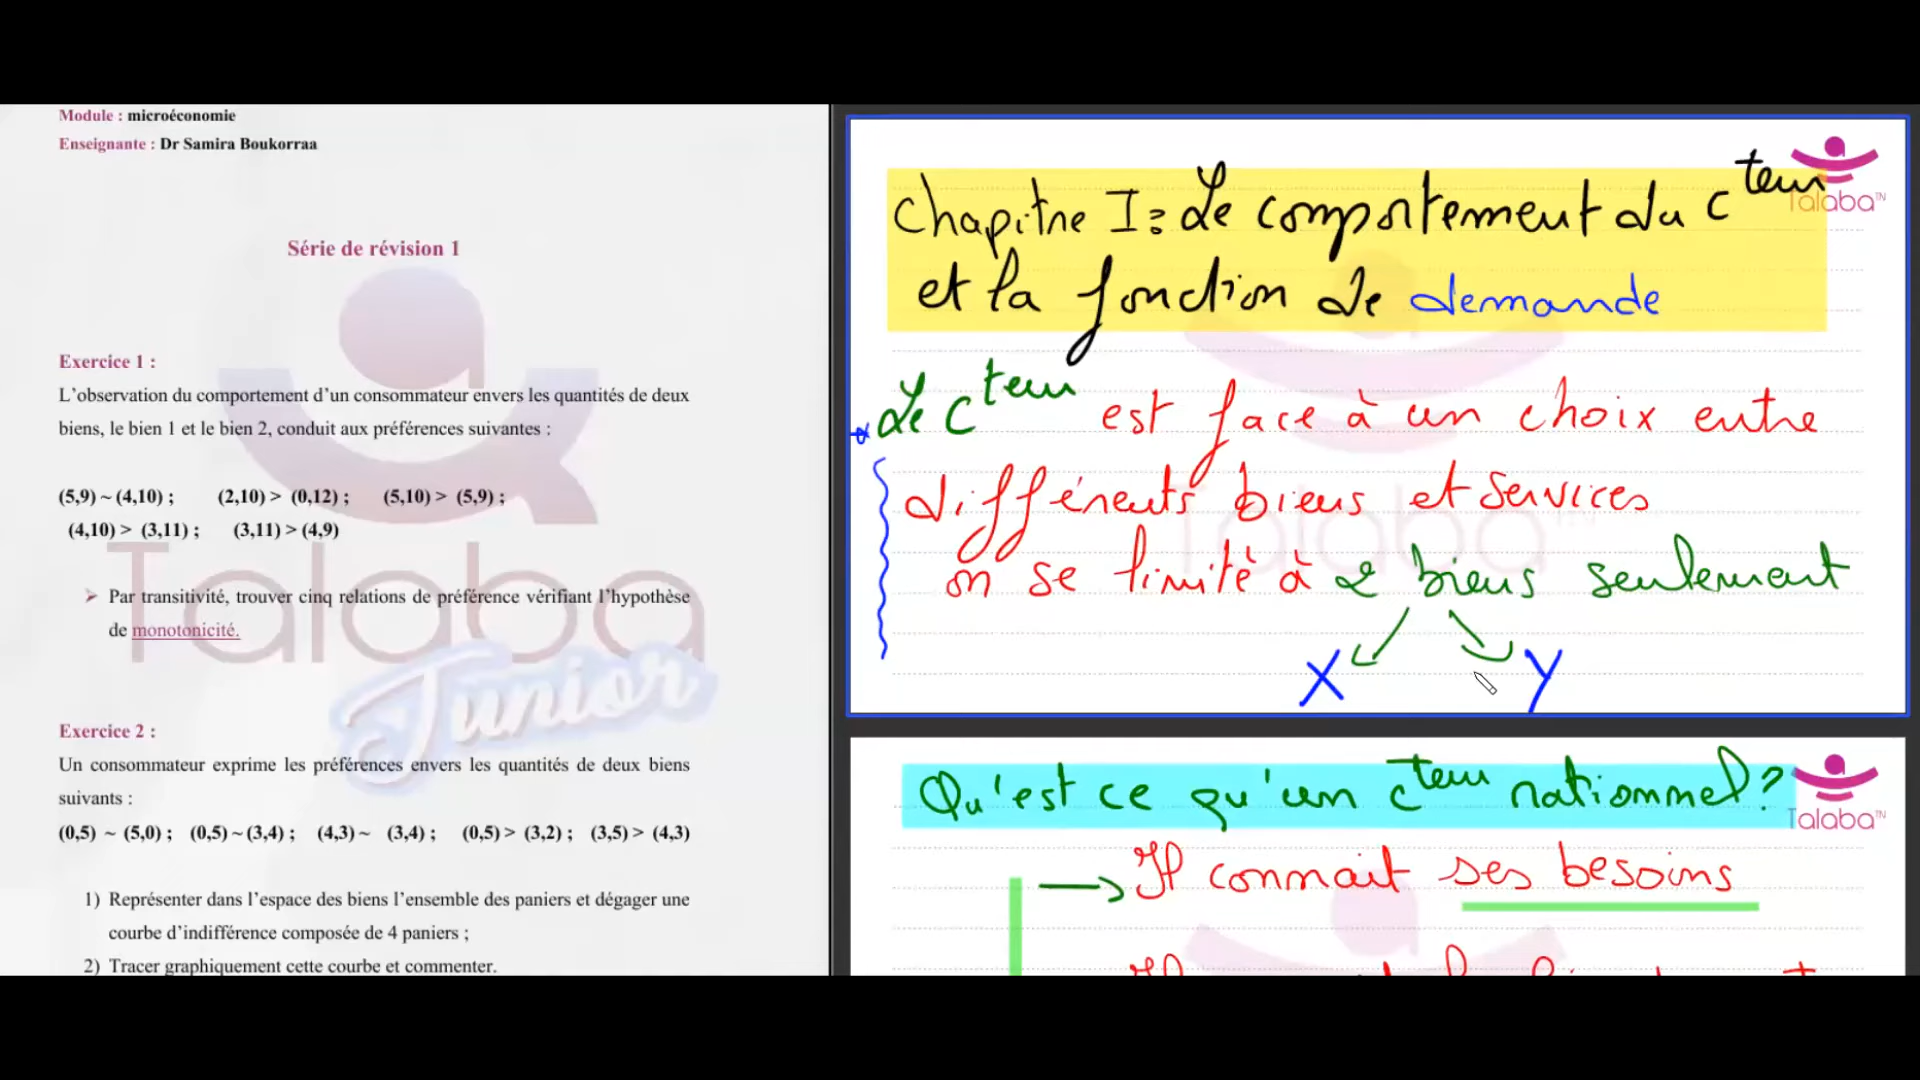 Module : microéconomie
Enseignante : Dr Samira Boukorraa
Série de révision 1
Exercice 1 :
L’observation du comportement d’un consommateur envers les quantités de deux
biens, le bien 1 et le bien 2, conduit aux préférences suivantes :
(5,9) ~ (4,10) ; (2,10) > (0,12) ; (5,10) > (5,9) ;
(4,10) > (3,11) ; (3,11) > (4,9)
➢ Par transitivité, trouver cinq relations de préférence vérifiant l’hypothèse
de monotonicité.
Exercice 2 :
Un consommateur exprime les préférences envers les quantités de deux biens
suivants :
(0,5) ~ (5,0) ; (0,5) ~ (3,4) ; (4,3) ~ (3,4) ; (0,5) > (3,2) ; (3,5) > (4,3)
1) Représenter dans l’espace des biens l’ensemble des paniers et dégager une
courbe d’indifférence composée de 4 paniers ;
2) Tracer graphiquement cette courbe et commenter.
Talaba
Junior
Chapitre I : Le comportement du cteur
et la fonction de demande
Talaba™
Le cteur est face à un choix entre
différents biens et services
on se limite à 2 biens seulement
X Y
Talaba
Qu'est ce qu'un cteur rationnel ?
Talaba™
→ Il connait ses besoins